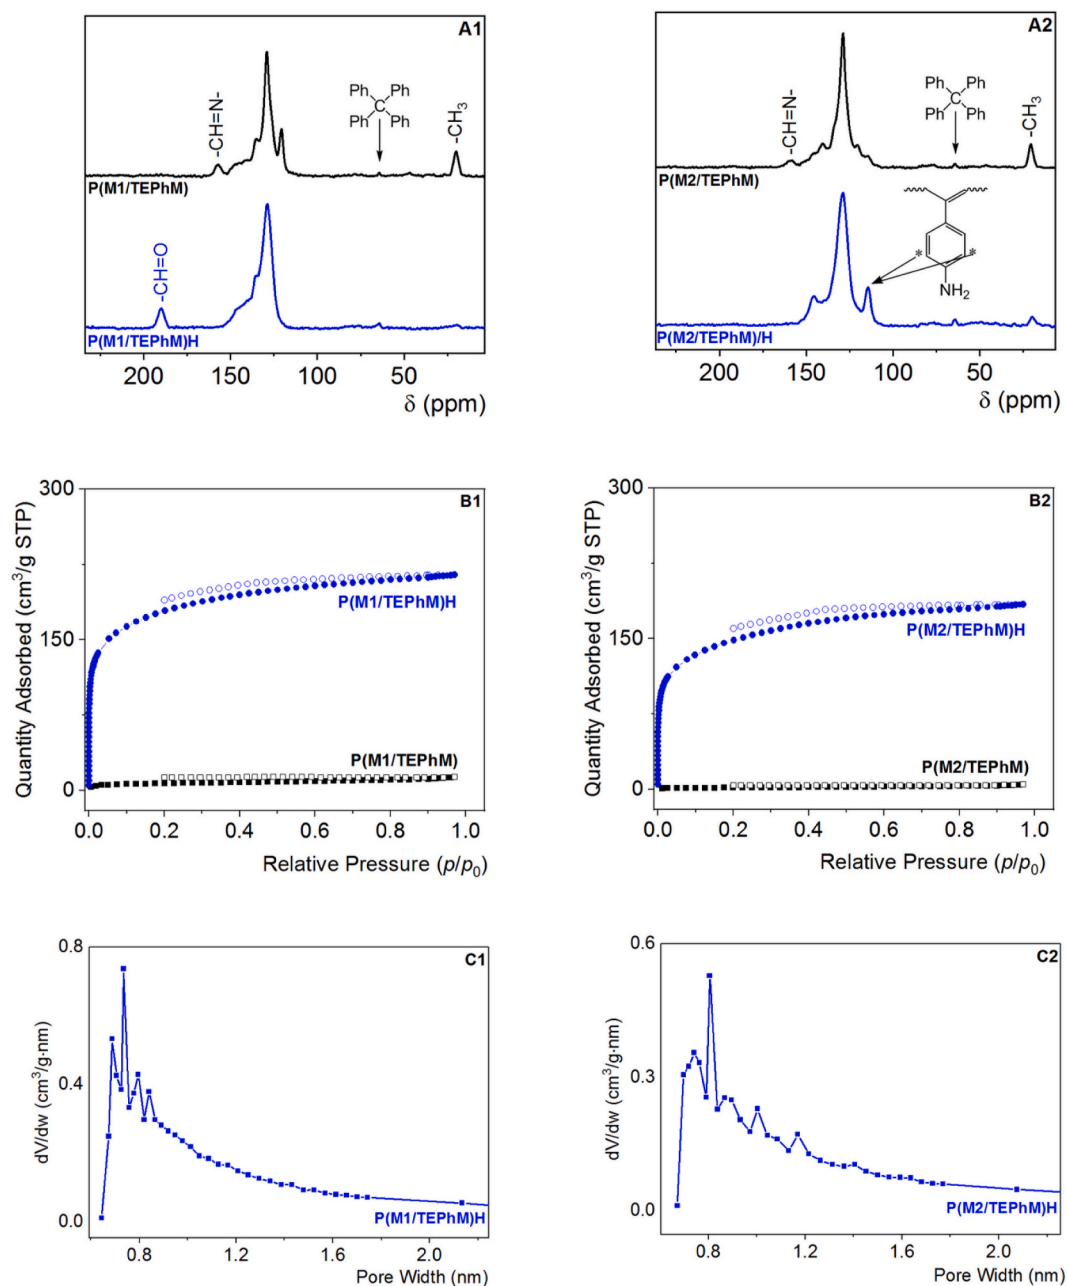 A1
-CH=N-
Ph Ph
C
Ph Ph
-CH₃
P(M1/TEPhM)
-CH=O
P(M1/TEPhM)H
200 150 100 50
δ (ppm)
A2
-CH=N-
Ph Ph
C
Ph Ph
-CH₃
P(M2/TEPhM)
* *
NH₂
P(M2/TEPhM)/H
200 150 100 50
δ (ppm)
B1
Quantity Adsorbed (cm³/g STP)
300
150
0
P(M1/TEPhM)H
P(M1/TEPhM)
0.0 0.2 0.4 0.6 0.8 1.0
Relative Pressure (p/p₀)
B2
Quantity Adsorbed (cm³/g STP)
300
150
0
P(M2/TEPhM)H
P(M2/TEPhM)
0.0 0.2 0.4 0.6 0.8 1.0
Relative Pressure (p/p₀)
C1
dV/dw (cm³/g·nm)
0.8
0.4
0.0
P(M1/TEPhM)H
0.8 1.2 1.6 2.0
Pore Width (nm)
C2
dV/dw (cm³/g·nm)
0.6
0.3
0.0
P(M2/TEPhM)H
0.8 1.2 1.6 2.0
Pore Width (nm)